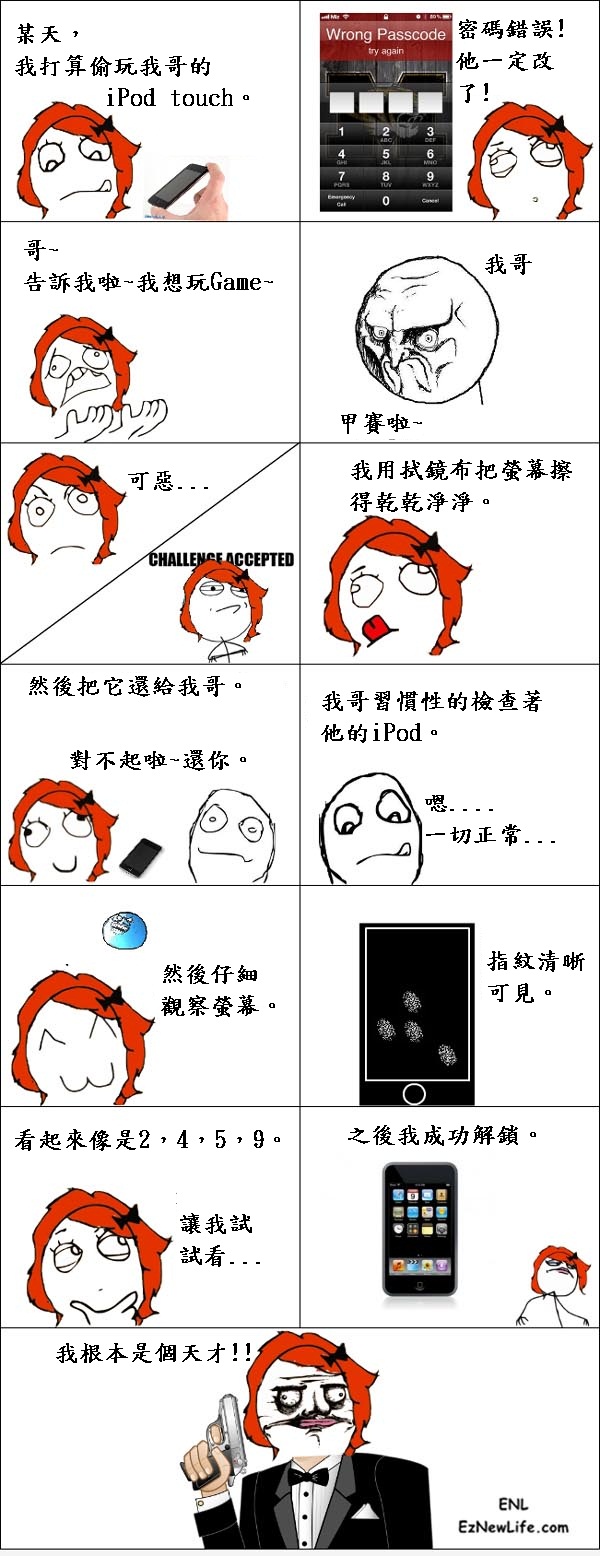 某天，
我打算偷玩我哥的
iPod touch。
Wrong Passcode
try again
1
2
ABC
3
DEF
4
GHI
5
JKL
6
MNO
7
PQRS
8
TUV
9
WXYZ
Emergency
Call
0
Cancel
密碼錯誤!
他一定改
了!
哥~
告訴我啦~我想玩Game~
我哥
甲賽啦~
可惡...
CHALLENGE ACCEPTED
我用拭鏡布把螢幕擦
得乾乾淨淨。
然後把它還給我哥。
對不起啦~還你。
我哥習慣性的檢查著
他的iPod。
嗯....
一切正常...
然後仔細
觀察螢幕。
指紋清晰
可見。
看起來像是2，4，5，9。
讓我試
試看...
之後我成功解鎖。
我根本是個天才!!
ENL
EzNewLife.com